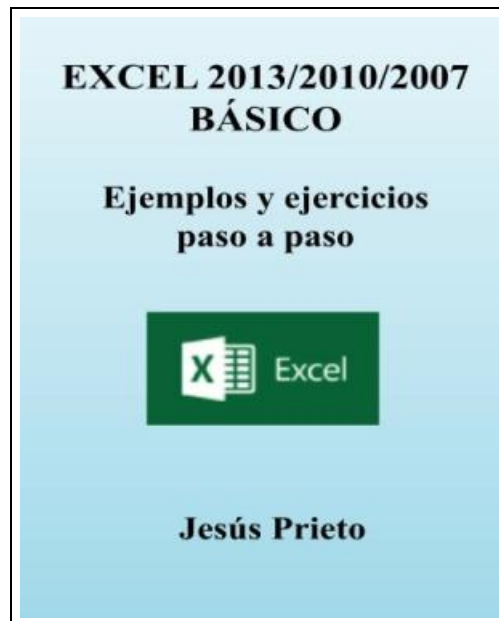 EXCEL 2013/2010/2007
BÁSICO
Ejemplos y ejercicios
paso a paso
X Excel
Jesús Prieto